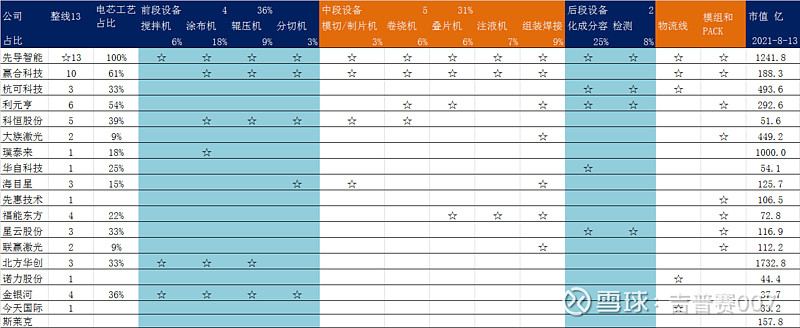 公司 整线13 电芯工艺 前段设备 4 36% 中段设备 5 31% 后段设备 2 物流线 模组和 市值 亿
占比 占比 搅拌机 涂布机 辊压机 分切机 模切/制片机 卷绕机 叠片机 注液机 组装焊接 化成分容 检测 PACK
6% 18% 9% 3% 3% 6% 6% 7% 9% 25% 8% 2021-8-13
先导智能 ☆13 100% ☆ ☆ ☆ ☆ ☆ ☆ ☆ ☆ ☆ ☆ ☆ ☆ ☆ 1241.8
赢合科技 10 61% ☆ ☆ ☆ ☆ ☆ ☆ ☆ ☆ ☆ ☆ 188.3
杭可科技 3 33% ☆ ☆ ☆ 493.6
利元亨 6 54% ☆ ☆ ☆ ☆ ☆ ☆ 292.6
科恒股份 5 39% ☆ ☆ ☆ ☆ ☆ 51.6
大族激光 2 9% ☆ ☆ 449.2
璞泰来 1 18% ☆ 1000.0
华自科技 1 25% ☆ 54.1
海目星 3 15% ☆ ☆ ☆ 125.7
先惠技术 1 ☆ 106.5
福能东方 4 22% ☆ ☆ ☆ ☆ 72.8
星云股份 3 33% ☆ ☆ ☆ 116.9
联赢激光 2 9% ☆ ☆ 112.2
北方华创 3 33% ☆ ☆ ☆ 1732.8
诺力股份 1 ☆ 44.4
金银河 4 36% ☆ ☆ ☆ ☆
今天国际 1 ☆
斯莱克 157.8
雪球：吉普赛007